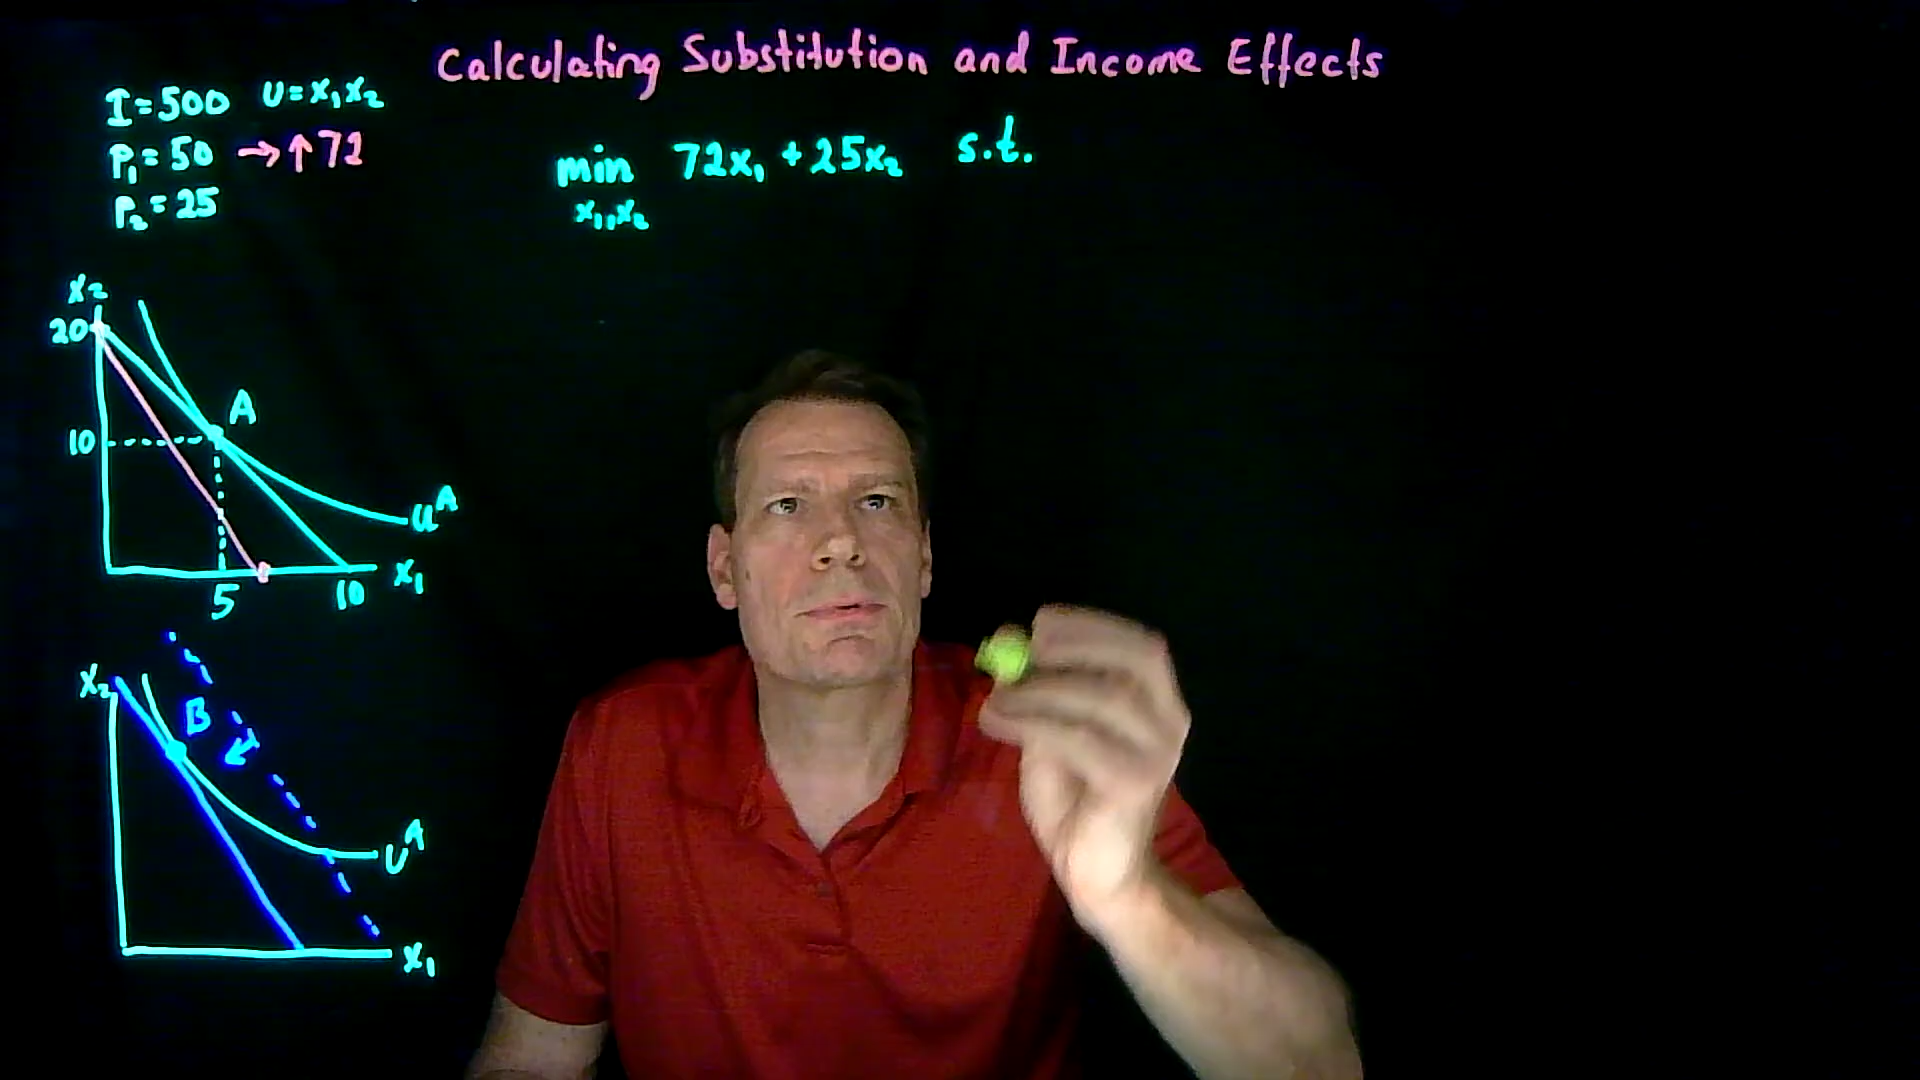 Calculating Substitution and Income Effects
I=500 U=x₁x₂
P₁=50 →↑72
P₂=25
min 72x₁ +25x₂ s.t.
x₁,x₂
x₂
20
A
10
U^A
x₁
5 10
x₂
B
U^A
x₁